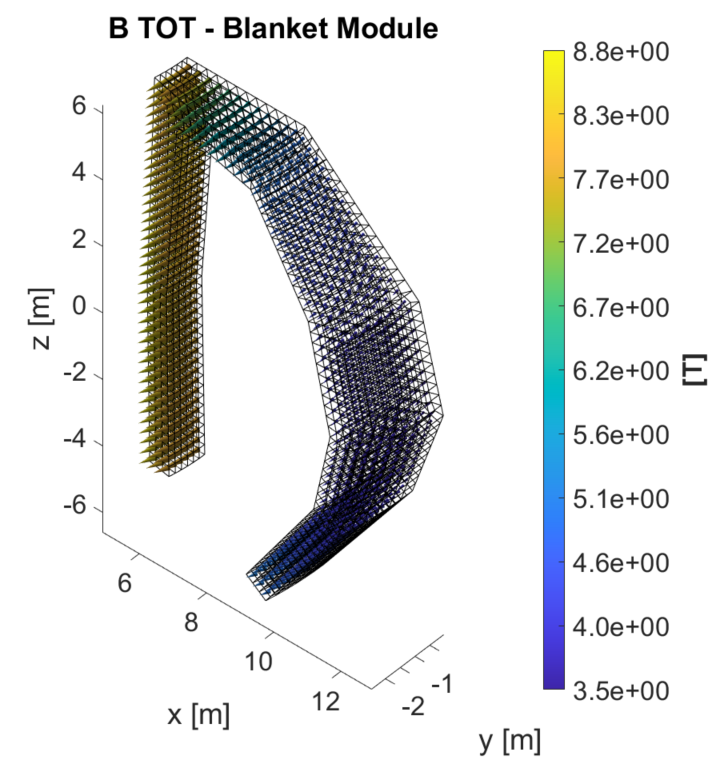 B TOT - Blanket Module
6
4
2
0
-2
-4
-6
z [m]
6
8
10
12
x [m]
-2
-1
y [m]
8.8e+00
8.3e+00
7.7e+00
7.2e+00
6.7e+00
6.2e+00
5.6e+00
5.1e+00
4.6e+00
4.0e+00
3.5e+00
[T]